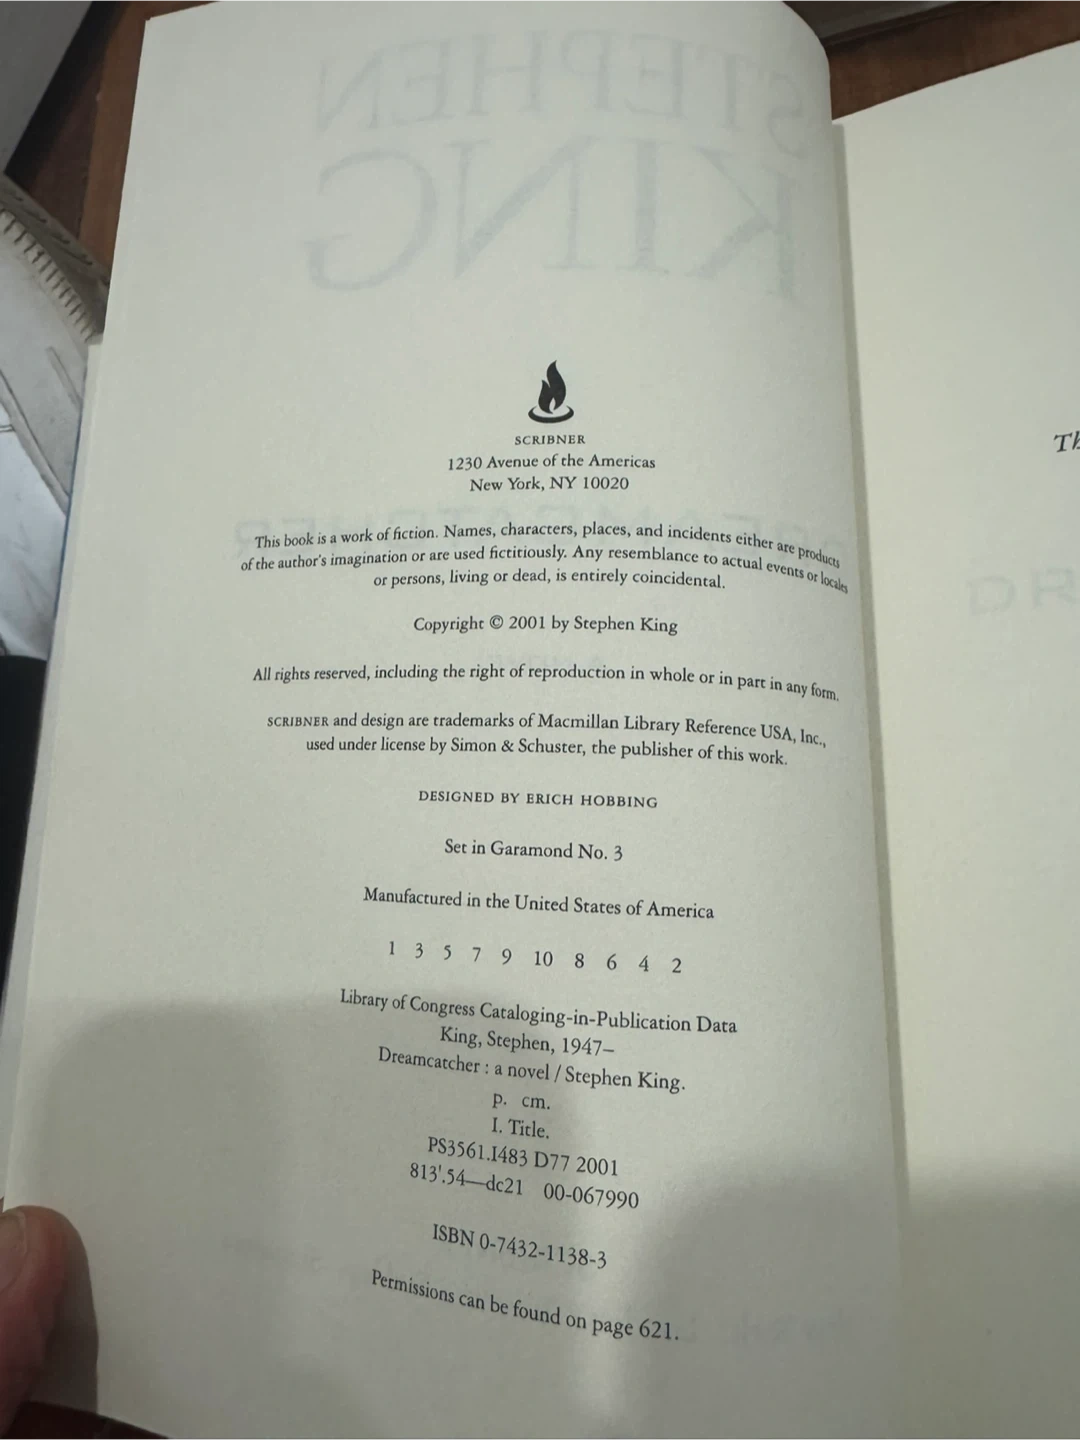 STEPHEN
KING
SCRIBNER
1230 Avenue of the Americas
New York, NY 10020
This book is a work of fiction. Names, characters, places, and incidents either are products
of the author's imagination or are used fictitiously. Any resemblance to actual events or locales
or persons, living or dead, is entirely coincidental.
Copyright © 2001 by Stephen King
All rights reserved, including the right of reproduction in whole or in part in any form.
SCRIBNER and design are trademarks of Macmillan Library Reference USA, Inc.,
used under license by Simon & Schuster, the publisher of this work.
DESIGNED BY ERICH HOBBING
Set in Garamond No. 3
Manufactured in the United States of America
1 3 5 7 9 10 8 6 4 2
Library of Congress Cataloging-in-Publication Data
King, Stephen, 1947–
Dreamcatcher : a novel / Stephen King.
p. cm.
I. Title.
PS3561.I483 D77 2001
813'.54—dc21 00-067990
ISBN 0-7432-1138-3
Permissions can be found on page 621.